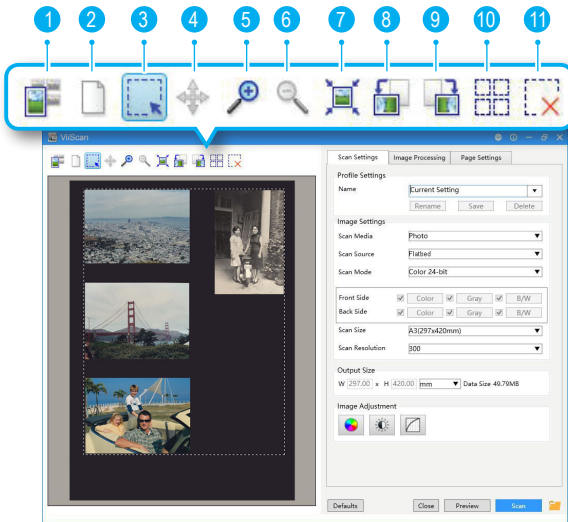 1 2 3 4 5 6 7 8 9 10 11
ViiScan
Scan Settings Image Processing Page Settings
Profile Settings
Name Current Setting
Rename Save Delete
Image Settings
Scan Media Photo
Scan Source Flatbed
Scan Mode Color 24-bit
Front Side Color Gray B/W
Back Side Color Gray B/W
Scan Size A3(297x420mm)
Scan Resolution 300
Output Size
W 297.00 x H 420.00 mm Data Size 49.79MB
Image Adjustment
Defaults Close Preview Scan